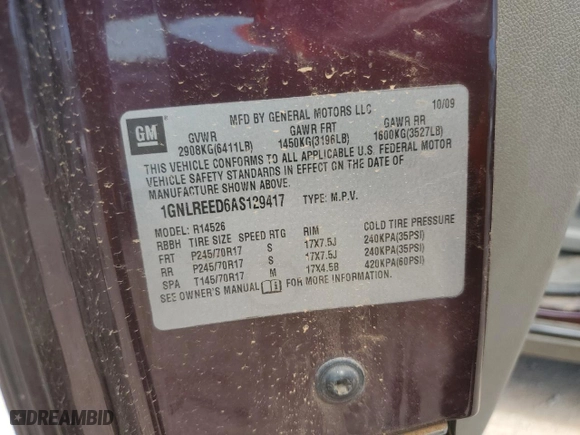 MFD BY GENERAL MOTORS LLC 10/09
GM
GVWR GAWR FRT GAWR RR
2908KG(6411LB) 1450KG(3196LB) 1600KG(3527LB)
THIS VEHICLE CONFORMS TO ALL APPLICABLE U.S. FEDERAL MOTOR
VEHICLE SAFETY STANDARDS IN EFFECT ON THE DATE OF
MANUFACTURE SHOWN ABOVE.
1GNLREED6AS129417 TYPE: M.P.V.
MODEL: R14526
RBBH TIRE SIZE SPEED RTG RIM COLD TIRE PRESSURE
FRT P245/70R17 S 17X7.5J 240KPA(35PSI)
RR P245/70R17 S 17X7.5J 240KPA(35PSI)
SPA T145/70R17 M 17X4.5B 420KPA(60PSI)
SEE OWNER'S MANUAL FOR MORE INFORMATION.
DREAMBID